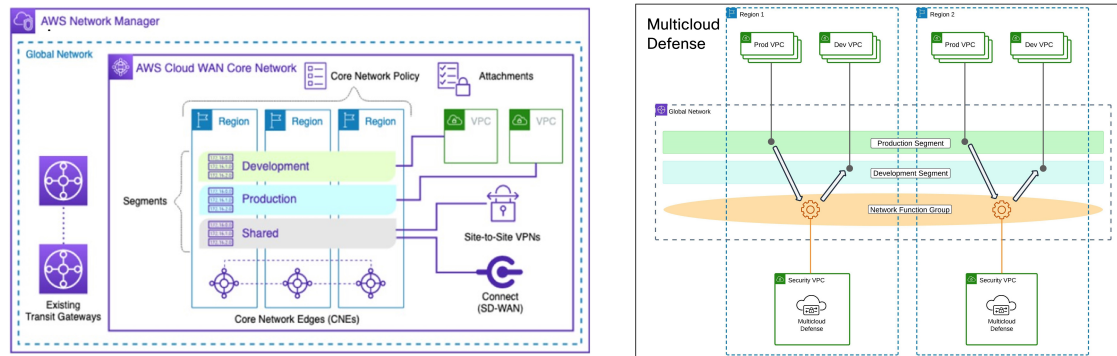 AWS Network Manager
Global Network
AWS Cloud WAN Core Network
Core Network Policy
Attachments
Region
Region
Region
VPC
VPC
Development
Segments
Production
Shared
Site-to-Site VPNs
Existing
Transit Gateways
Connect
(SD-WAN)
Core Network Edges (CNEs)
Multicloud
Defense
Region 1
Region 2
Prod VPC
Dev VPC
Prod VPC
Dev VPC
Global Network
Production Segment
Development Segment
Network Function Group
Security VPC
Security VPC
Multicloud
Defense
Multicloud
Defense